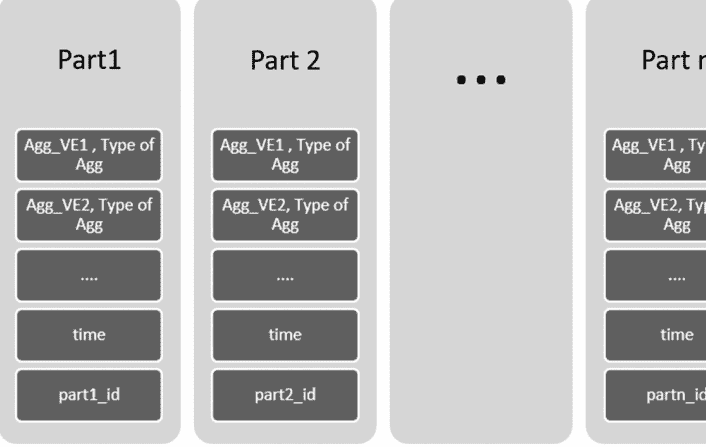 Part1
Agg_VE1 , Type of
Agg
Agg_VE2, Type of
Agg
....
time
part1_id
Part 2
Agg_VE1 , Type of
Agg
Agg_VE2, Type of
Agg
....
time
part2_id
...
Part
Agg_VE1 ,
Agg
Agg_VE2,
Agg
....
time
partn_id